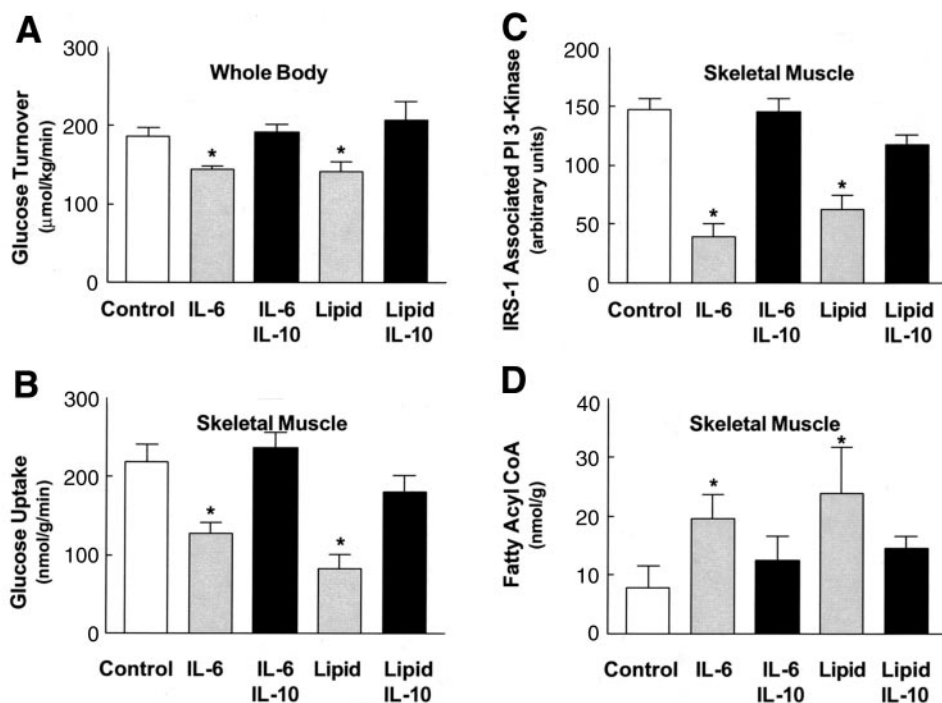 A
Whole Body
Glucose Turnover
(μmol/kg/min)
300
200
100
0
*
*
Control IL-6 IL-6 Lipid Lipid
IL-10 IL-10
B
Skeletal Muscle
Glucose Uptake
(nmol/g/min)
300
200
100
0
*
*
Control IL-6 IL-6 Lipid Lipid
IL-10 IL-10
C
Skeletal Muscle
IRS-1 Associated PI 3-Kinase
(arbitrary units)
200
150
100
50
0
*
*
Control IL-6 IL-6 Lipid Lipid
IL-10 IL-10
D
Skeletal Muscle
Fatty Acyl CoA
(nmol/g)
40
30
20
10
0
*
*
Control IL-6 IL-6 Lipid Lipid
IL-10 IL-10